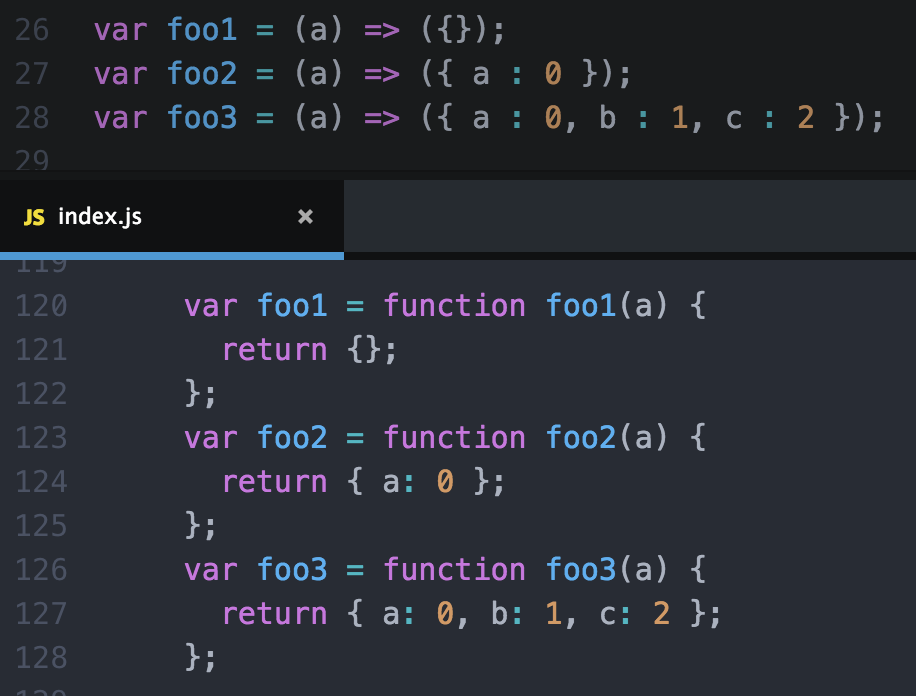 26 var foo1 = (a) => ({});
27 var foo2 = (a) => ({ a : 0 });
28 var foo3 = (a) => ({ a : 0, b : 1, c : 2 });
29
JS index.js ×
119
120 var foo1 = function foo1(a) {
121 return {};
122 };
123 var foo2 = function foo2(a) {
124 return { a: 0 };
125 };
126 var foo3 = function foo3(a) {
127 return { a: 0, b: 1, c: 2 };
128 };
129